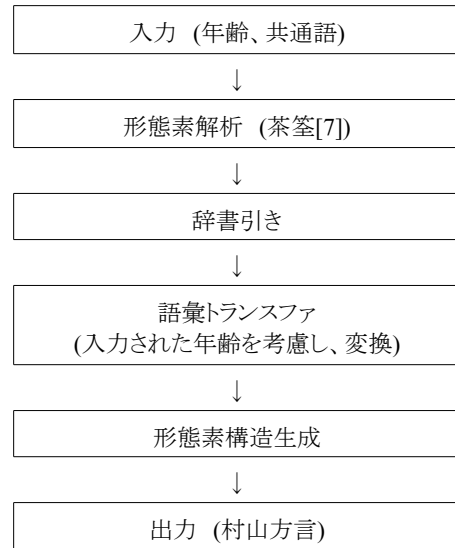 入力 (年齢、共通語)
↓
形態素解析 (茶筌[7])
↓
辞書引き
↓
語彙トランスファ
(入力された年齢を考慮し、変換)
↓
形態素構造生成
↓
出力 (村山方言)